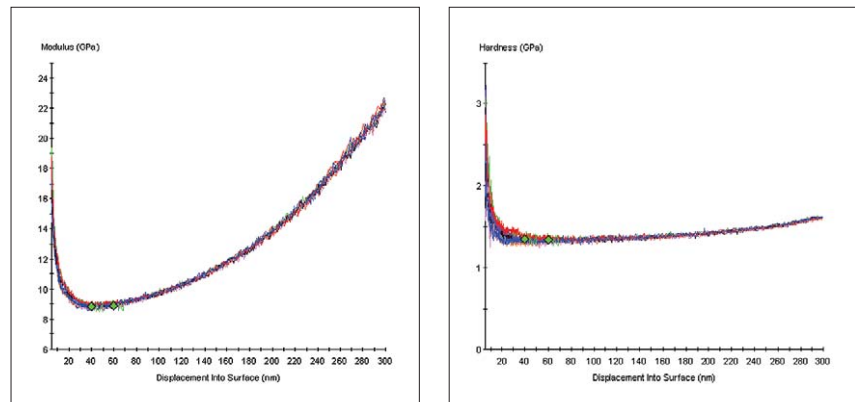 Modulus (GPa)
24
22
20
18
16
14
12
11
10
9
8
6
20 40 60 80 100 120 140 160 180 200 220 240 260 280 300
Displacement Into Surface (nm)
Hardness (GPa)
3
2
1
0
20 40 60 80 100 120 140 160 180 200 220 240 260 280 300
Displacement Into Surface (nm)